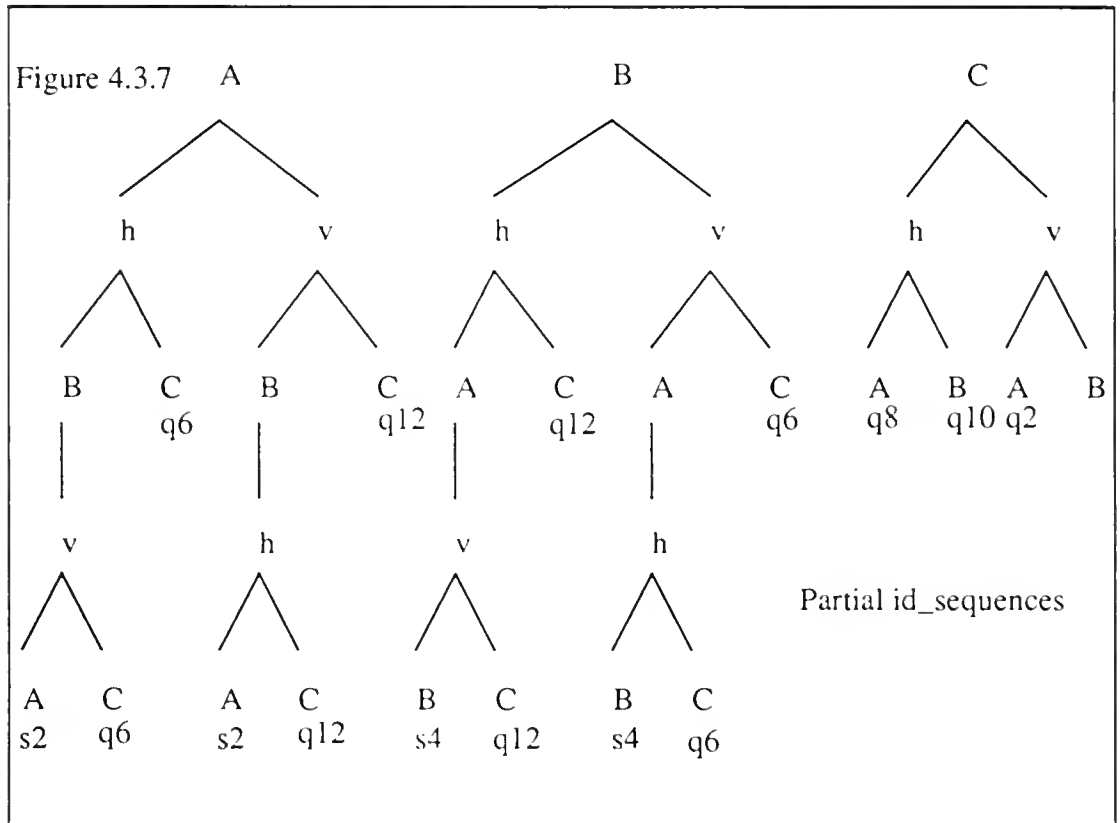 Figure 4.3.7 A B C
h v h v h v
B C B C A C A C A B A B
q6 q12 q12 q6 q8 q10 q2
v h v h
Partial id_sequences
A C A C B C B C
s2 q6 s2 q12 s4 q12 s4 q6